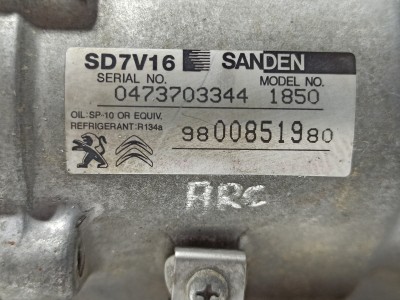 SD7V16 SANDEN
SERIAL NO. MODEL NO.
0473703344 1850
OIL:SP-10 OR EQUIV.
REFRIGERANT:R134a
9800851980
ARC